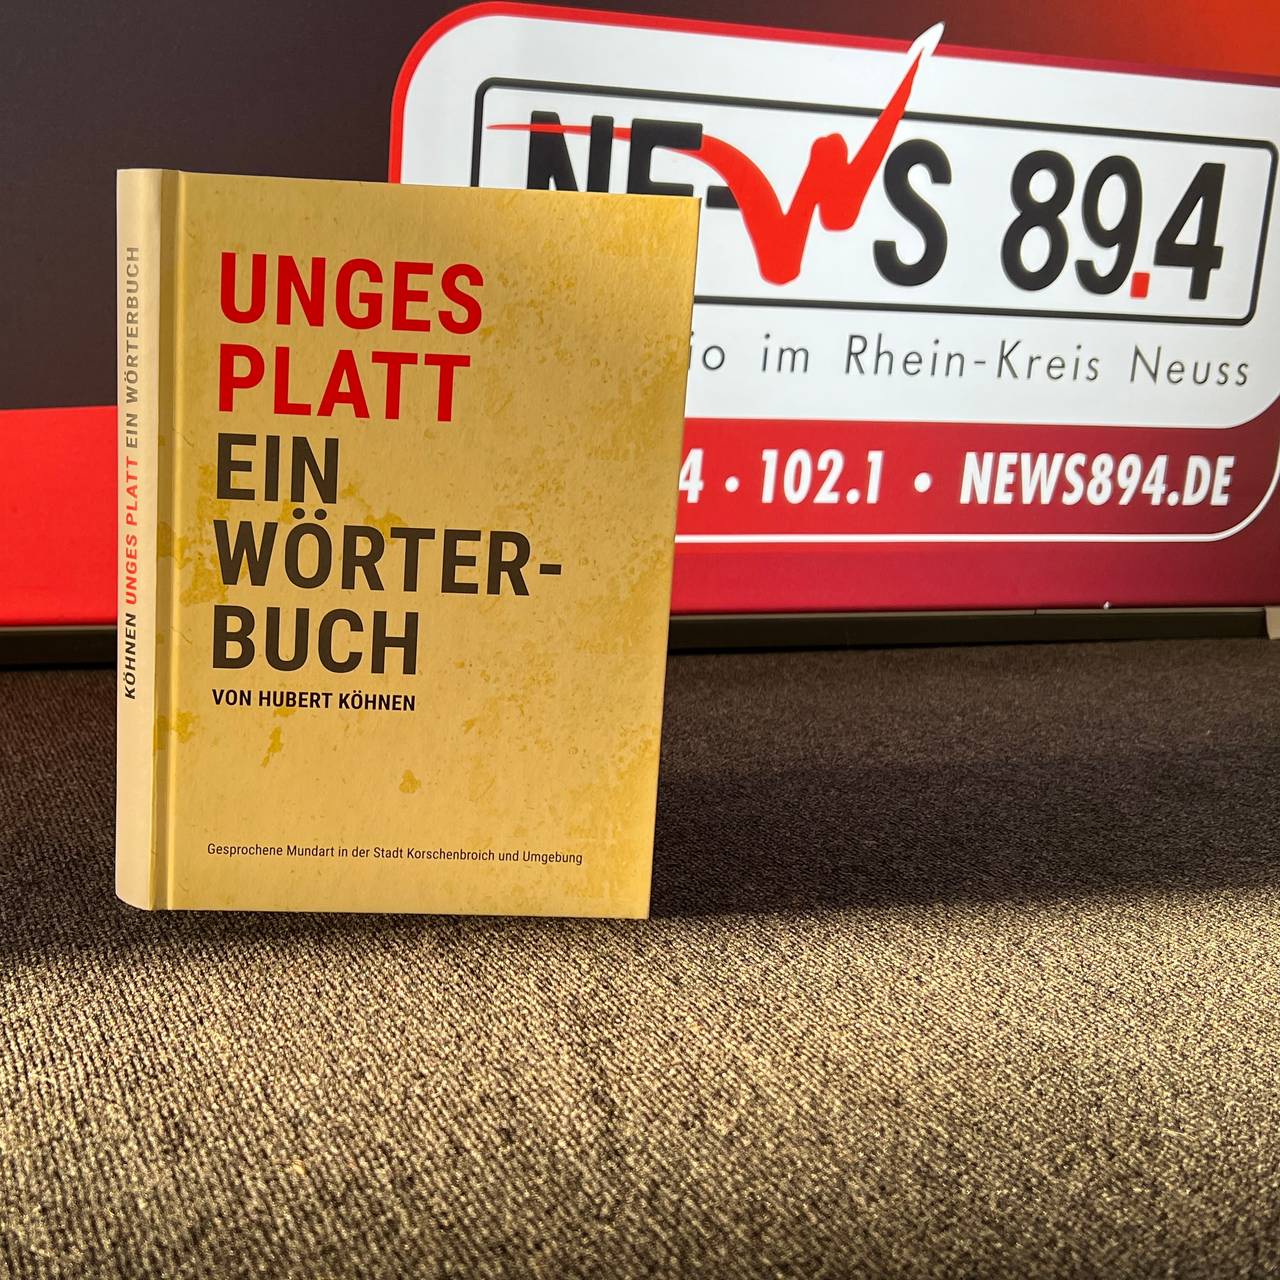 UNGES
PLATT
EIN
WÖRTER-
BUCH
VON HUBERT KÖHNEN
Gesprochene Mundart in der Stadt Korschenbroich und Umgebung
KÖHNEN UNGES PLATT EIN WÖRTERBUCH
NEWS 89.4
im Rhein-Kreis Neuss
4 • 102.1 • NEWS894.DE